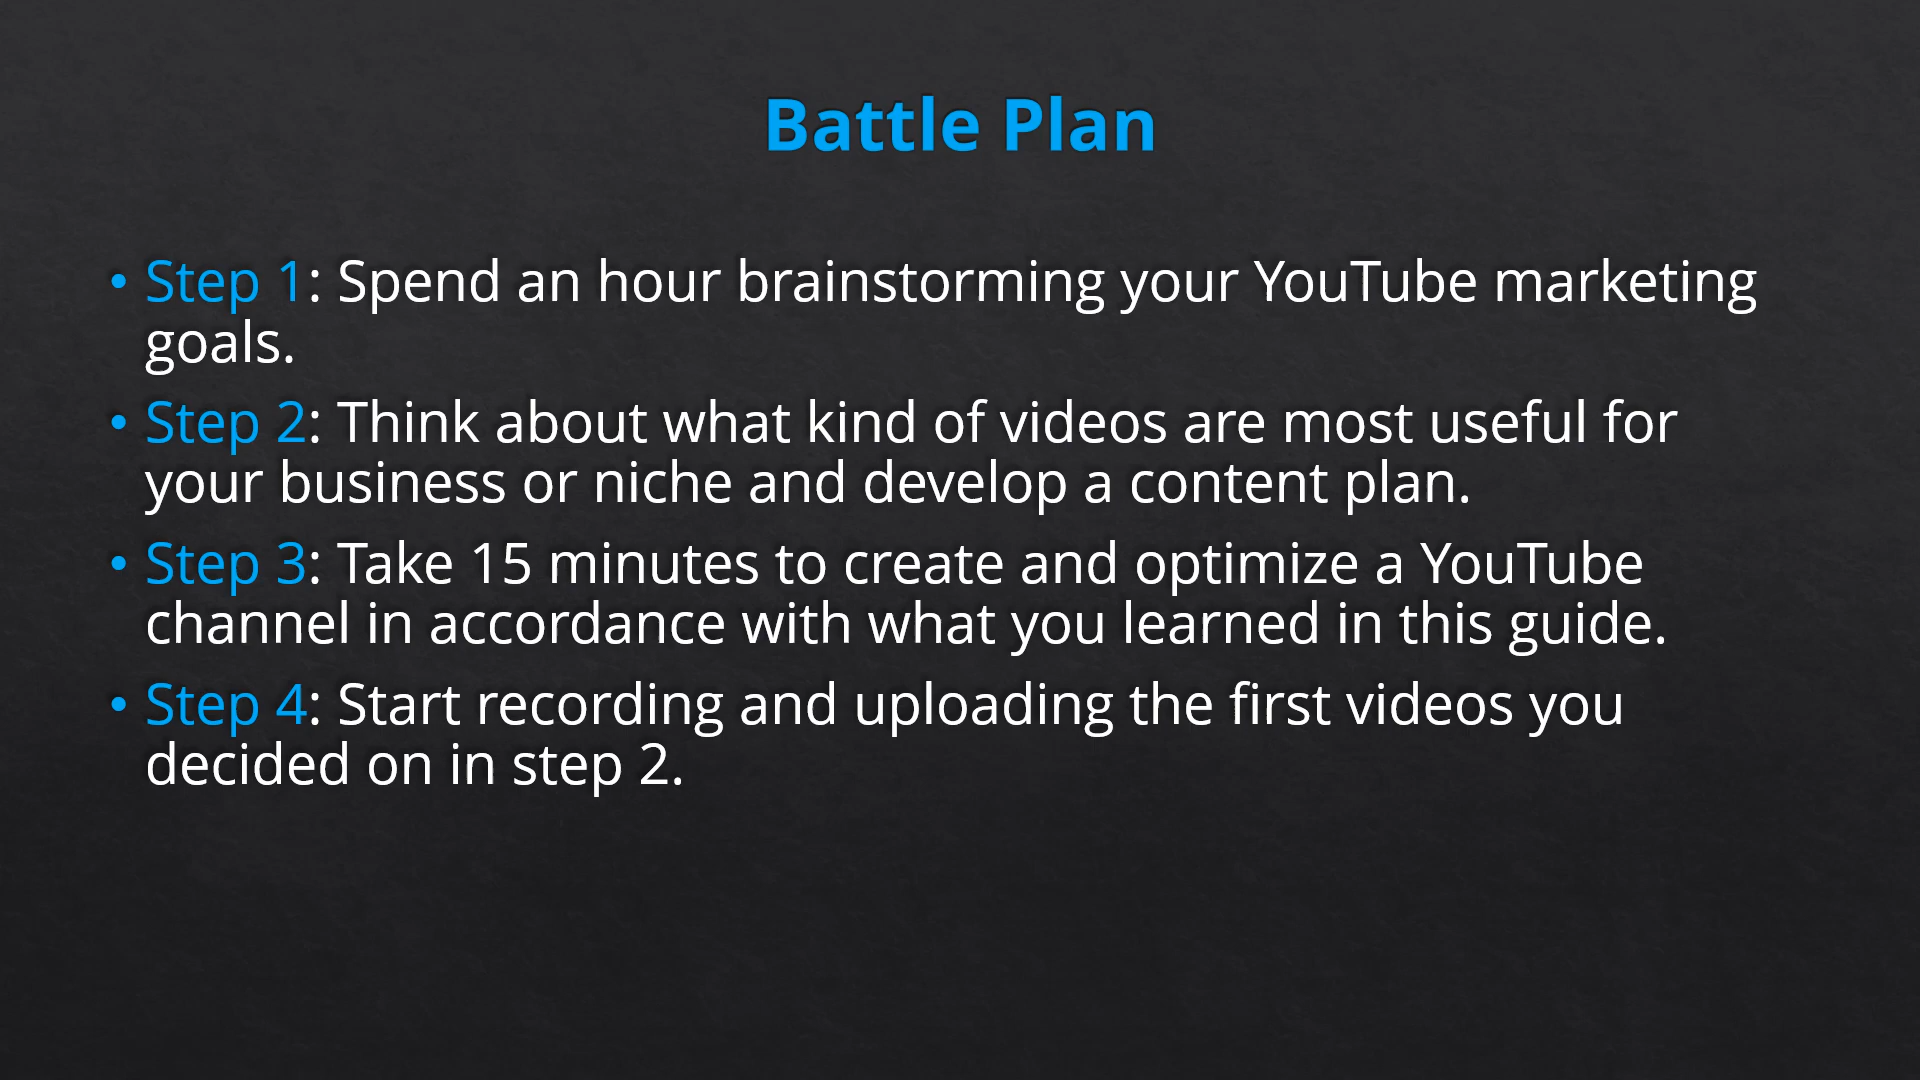 Battle Plan
• Step 1: Spend an hour brainstorming your YouTube marketing
goals.
• Step 2: Think about what kind of videos are most useful for
your business or niche and develop a content plan.
• Step 3: Take 15 minutes to create and optimize a YouTube
channel in accordance with what you learned in this guide.
• Step 4: Start recording and uploading the first videos you
decided on in step 2.